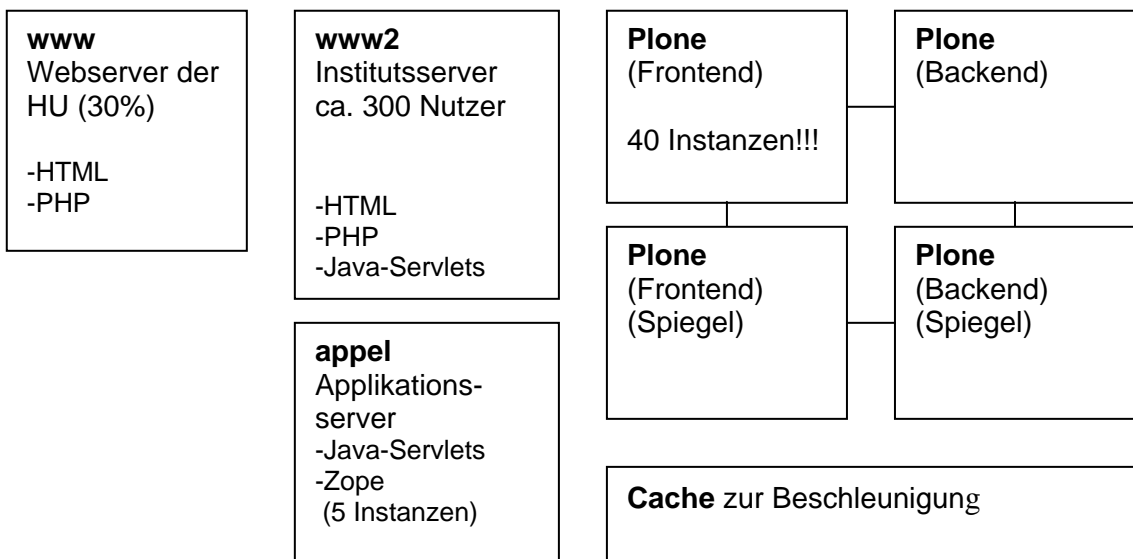 www
Webserver der
HU (30%)
-HTML
-PHP
www2
Institutsserver
ca. 300 Nutzer
-HTML
-PHP
-Java-Servlets
appel
Applikations-
server
-Java-Servlets
-Zope
(5 Instanzen)
Plone
(Frontend)
40 Instanzen!!!
Plone
(Backend)
Plone
(Frontend)
(Spiegel)
Plone
(Backend)
(Spiegel)
Cache zur Beschleunigung